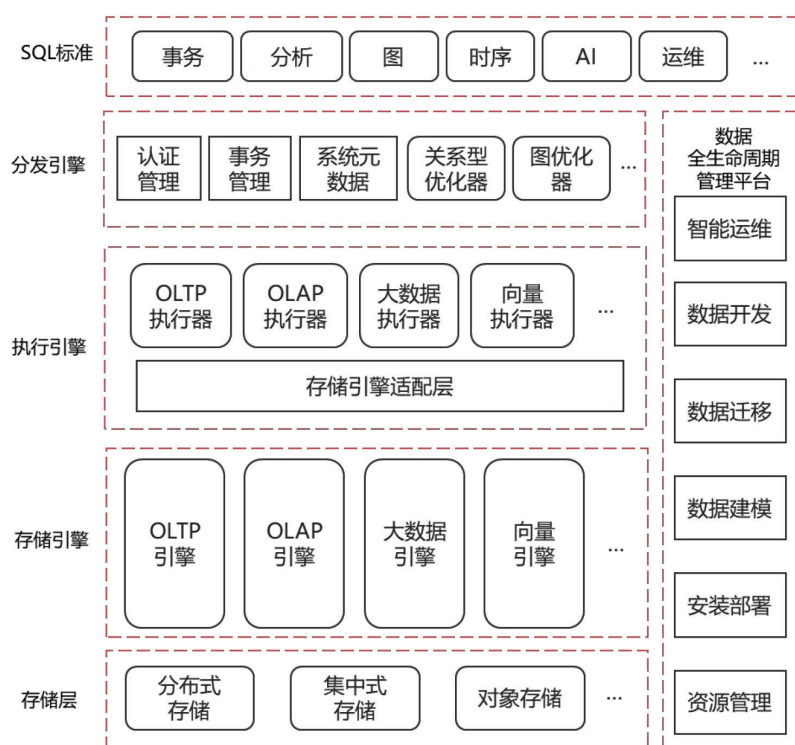 SQL标准
事务
分析
图
时序
AI
运维
...
分发引擎
认证
管理
事务
管理
系统元
数据
关系型
优化器
图优化
器
...
执行引擎
OLTP
执行器
OLAP
执行器
大数据
执行器
向量
执行器
...
存储引擎适配层
存储引擎
OLTP
引擎
OLAP
引擎
大数据
引擎
向量
引擎
...
存储层
分布式
存储
集中式
存储
对象存储
...
数据
全生命周期
管理平台
智能运维
数据开发
数据迁移
数据建模
安装部署
资源管理